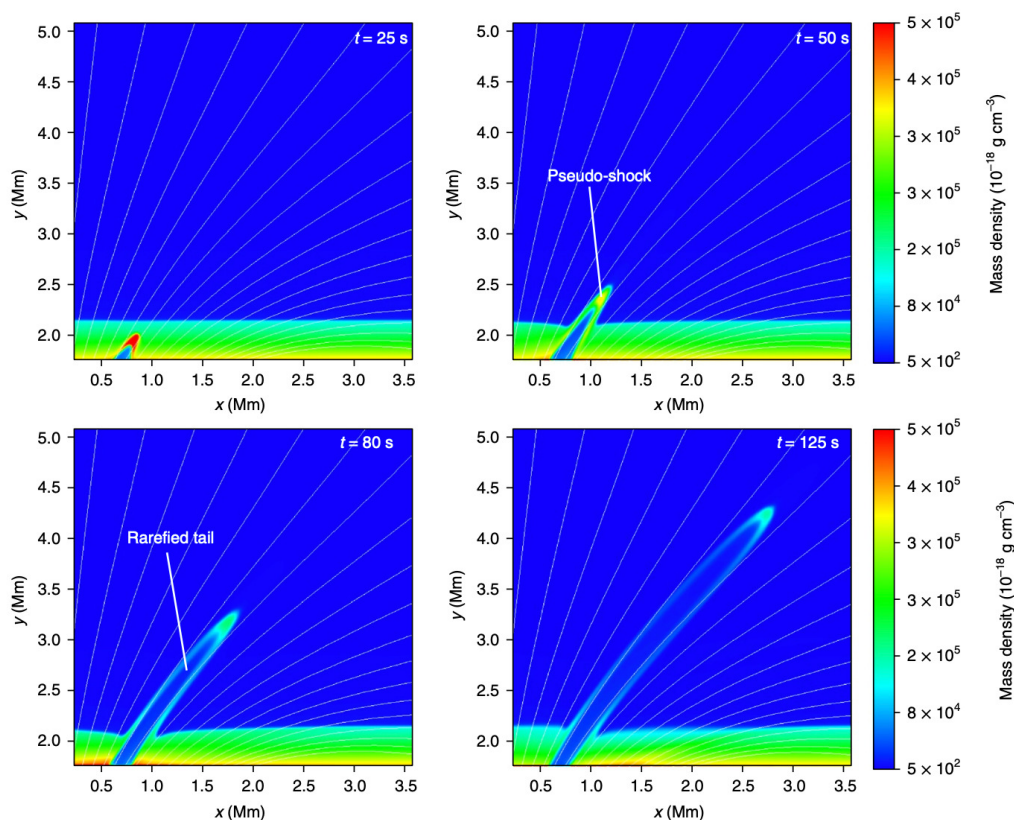 t = 25 s
5.0
4.5
4.0
3.5
3.0
2.5
2.0
y (Mm)
0.5 1.0 1.5 2.0 2.5 3.0 3.5
x (Mm)
t = 50 s
Pseudo-shock
5.0
4.5
4.0
3.5
3.0
2.5
2.0
y (Mm)
0.5 1.0 1.5 2.0 2.5 3.0 3.5
x (Mm)
5 × 10⁵
4 × 10⁵
3 × 10⁵
3 × 10⁵
2 × 10⁵
8 × 10⁴
5 × 10²
Mass density (10⁻¹⁸ g cm⁻³)
t = 80 s
Rarefied tail
5.0
4.5
4.0
3.5
3.0
2.5
2.0
y (Mm)
0.5 1.0 1.5 2.0 2.5 3.0 3.5
x (Mm)
t = 125 s
5.0
4.5
4.0
3.5
3.0
2.5
2.0
y (Mm)
0.5 1.0 1.5 2.0 2.5 3.0 3.5
x (Mm)
5 × 10⁵
4 × 10⁵
3 × 10⁵
3 × 10⁵
2 × 10⁵
8 × 10⁴
5 × 10²
Mass density (10⁻¹⁸ g cm⁻³)